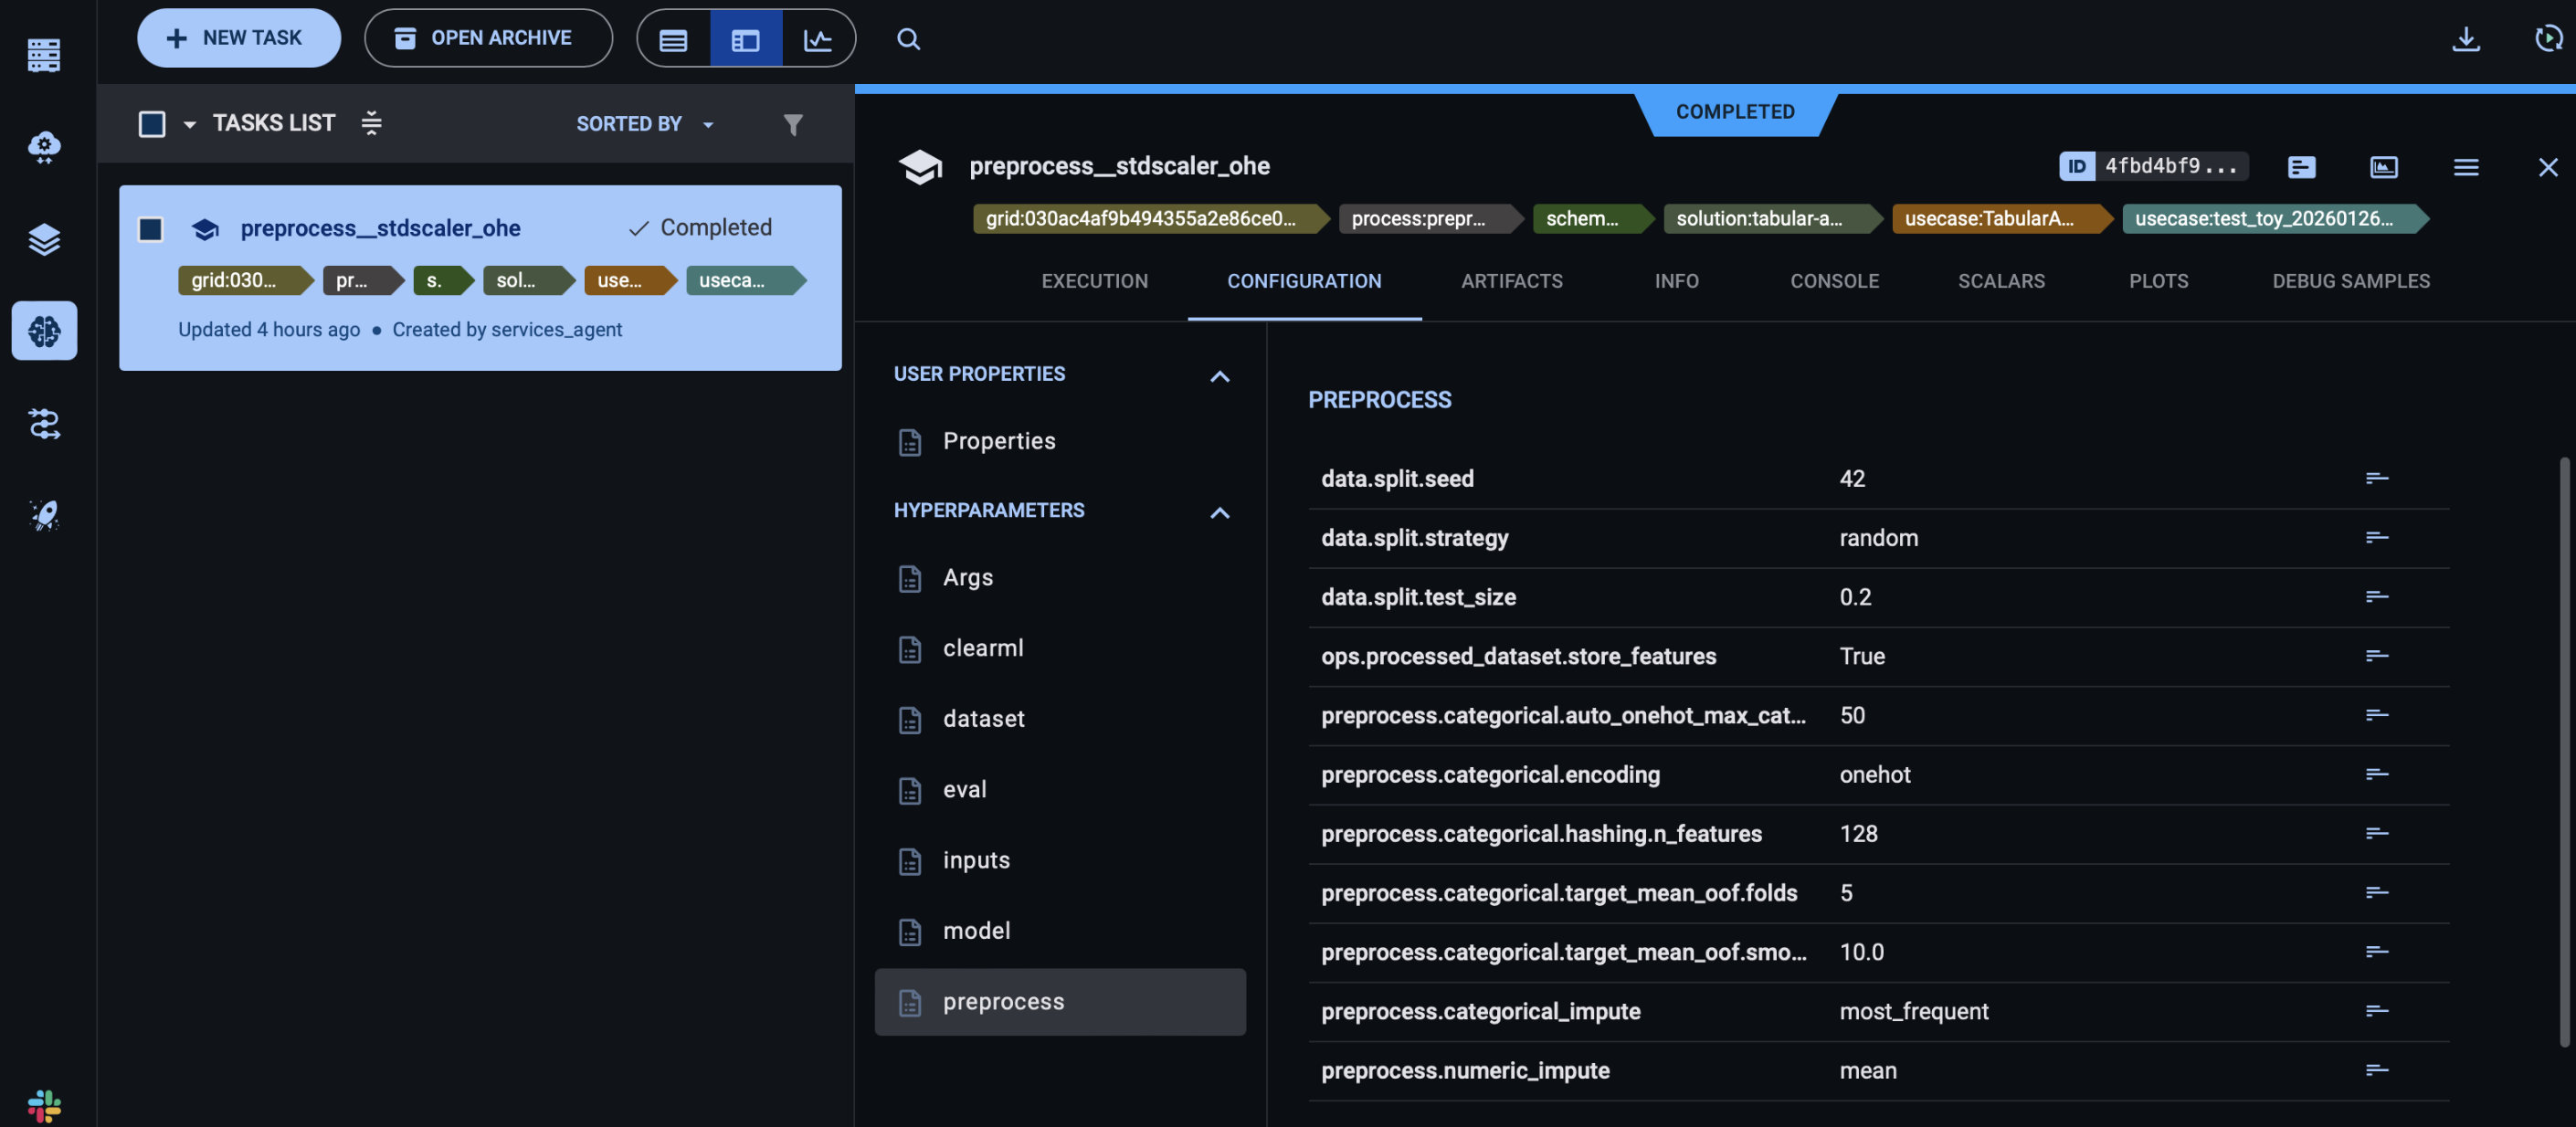 NEW TASK
OPEN ARCHIVE
TASKS LIST
SORTED BY
preprocess__stdscaler_ohe
Completed
grid:030... pr... s. sol... use... useca...
Updated 4 hours ago • Created by services_agent
COMPLETED
preprocess__stdscaler_ohe
ID 4fbd4bf9...
grid:030ac4af9b494355a2e86ce0... process:prepr... schem... solution:tabular-a... usecase:TabularA... usecase:test_toy_20260126...
EXECUTION CONFIGURATION ARTIFACTS INFO CONSOLE SCALARS PLOTS DEBUG SAMPLES
USER PROPERTIES
Properties
HYPERPARAMETERS
Args
clearml
dataset
eval
inputs
model
preprocess
PREPROCESS
data.split.seed 42
data.split.strategy random
data.split.test_size 0.2
ops.processed_dataset.store_features True
preprocess.categorical.auto_onehot_max_cat... 50
preprocess.categorical.encoding onehot
preprocess.categorical.hashing.n_features 128
preprocess.categorical.target_mean_oof.folds 5
preprocess.categorical.target_mean_oof.smo... 10.0
preprocess.categorical_impute most_frequent
preprocess.numeric_impute mean